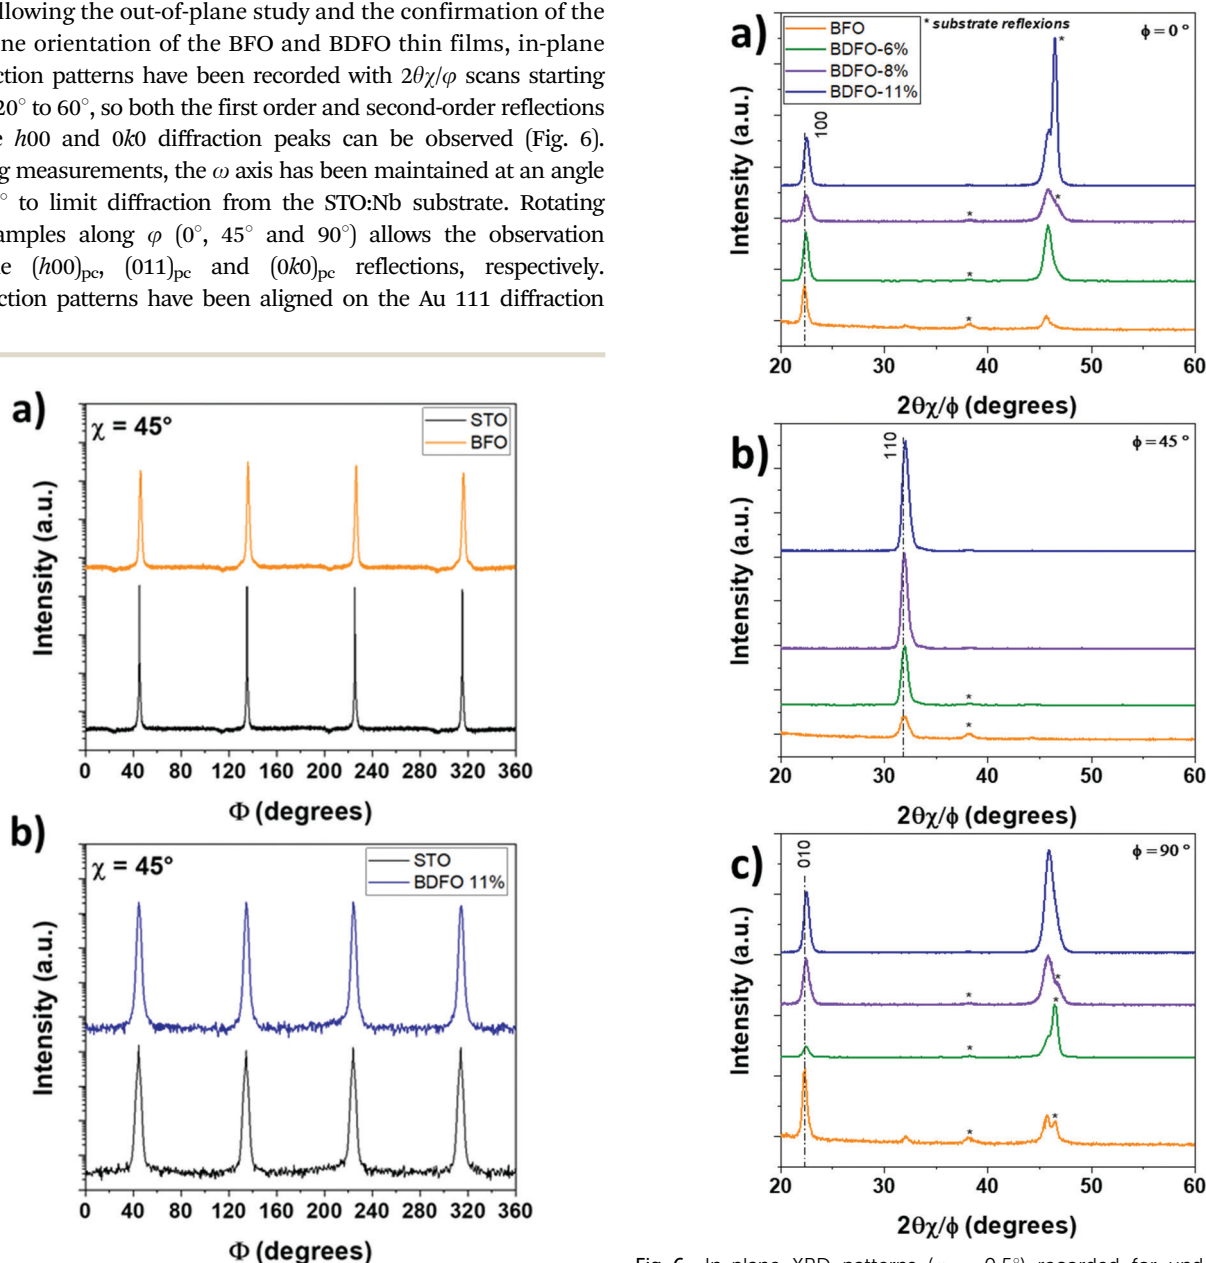 llowing the out-of-plane study and the confirmation of the
ne orientation of the BFO and BDFO thin films, in-plane
ction patterns have been recorded with 2θχ/φ scans starting
20° to 60°, so both the first order and second-order reflections
e h00 and 0k0 diffraction peaks can be observed (Fig. 6).
g measurements, the ω axis has been maintained at an angle
° to limit diffraction from the STO:Nb substrate. Rotating
amples along φ (0°, 45° and 90°) allows the observation
e (h00)pc, (011)pc and (0k0)pc reflections, respectively.
ction patterns have been aligned on the Au 111 diffraction
a)
χ = 45°
STO
BFO
Intensity (a.u.)
0 40 80 120 160 200 240 280 320 360
Φ (degrees)
b)
χ = 45°
STO
BDFO 11%
Intensity (a.u.)
0 40 80 120 160 200 240 280 320 360
Φ (degrees)
a)
BFO
BDFO-6%
BDFO-8%
BDFO-11%
* substrate reflexions
ϕ = 0 °
100
*
*
*
*
*
Intensity (a.u.)
20 30 40 50 60
2θχ/ϕ (degrees)
b)
110
ϕ = 45 °
*
*
Intensity (a.u.)
20 30 40 50 60
2θχ/ϕ (degrees)
c)
010
ϕ = 90 °
*
*
*
*
*
*
Intensity (a.u.)
20 30 40 50 60
2θχ/ϕ (degrees)